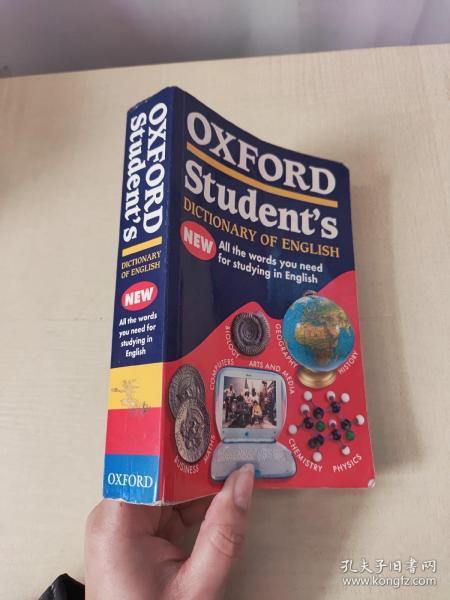 OXFORD
Student's
DICTIONARY
OF ENGLISH
NEW
All the words
you need for
studying in
English
OXFORD
OXFORD
Student's
DICTIONARY OF ENGLISH
NEW
All the words you need
for studying in English
BIOLOGY
GEOGRAPHY
HISTORY
COMPUTERS
ARTS AND MEDIA
BUSINESS
MATHS
CHEMISTRY
PHYSICS
孔夫子旧书网
www.kongfz.com